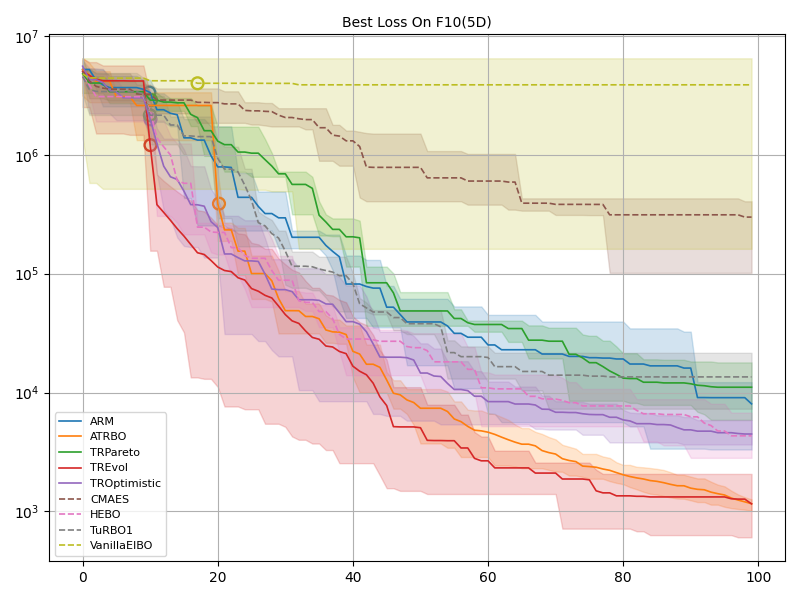 Best Loss On F10(5D)
10^7
10^6
10^5
10^4
10^3
ARM
ATRBO
TRPareto
TREvol
TROptimistic
CMAES
HEBO
TuRBO1
VanillaEIBO
0 20 40 60 80 100